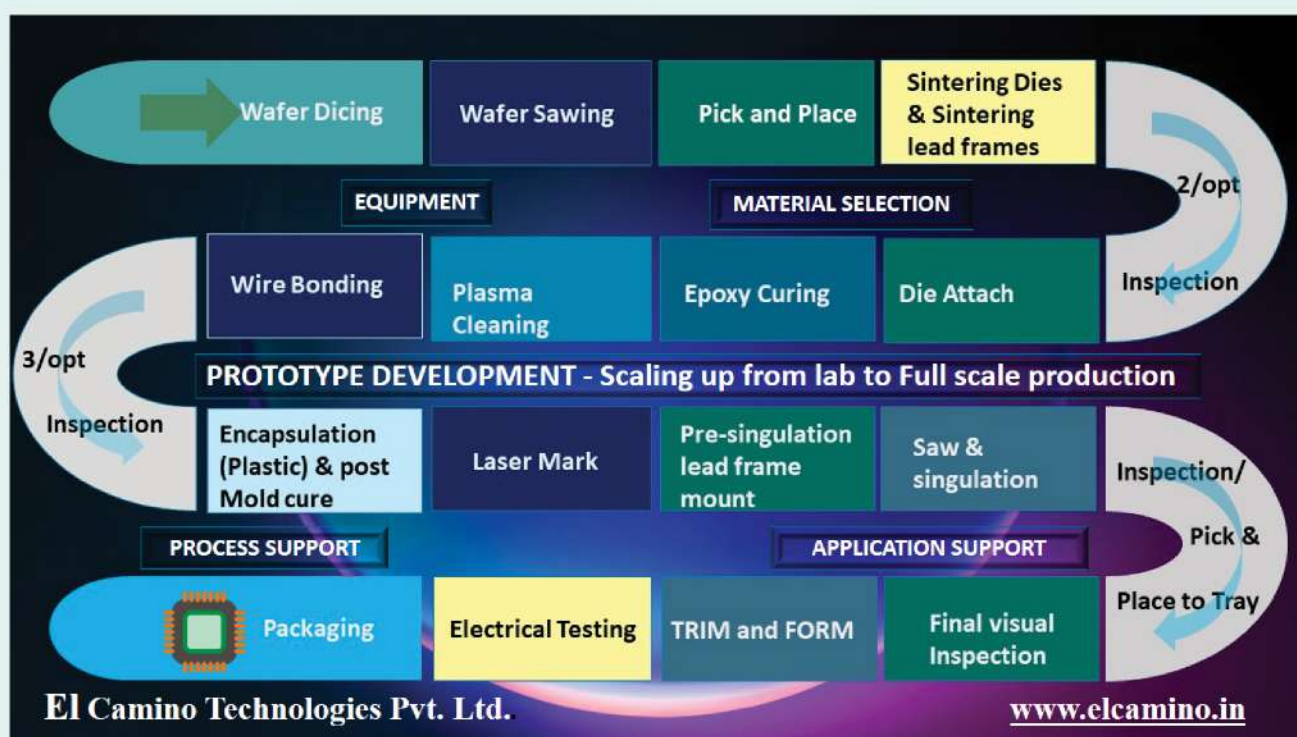 Wafer Dicing
Wafer Sawing
Pick and Place
Sintering Dies
& Sintering
lead frames
2/opt
Inspection
EQUIPMENT
MATERIAL SELECTION
Die Attach
Epoxy Curing
Plasma
Cleaning
Wire Bonding
3/opt
Inspection
PROTOTYPE DEVELOPMENT - Scaling up from lab to Full scale production
Encapsulation
(Plastic) & post
Mold cure
Laser Mark
Pre-singulation
lead frame
mount
Saw &
singulation
Inspection/
Pick &
Place to Tray
PROCESS SUPPORT
APPLICATION SUPPORT
Final visual
Inspection
TRIM and FORM
Electrical Testing
Packaging
El Camino Technologies Pvt. Ltd..
www.elcamino.in